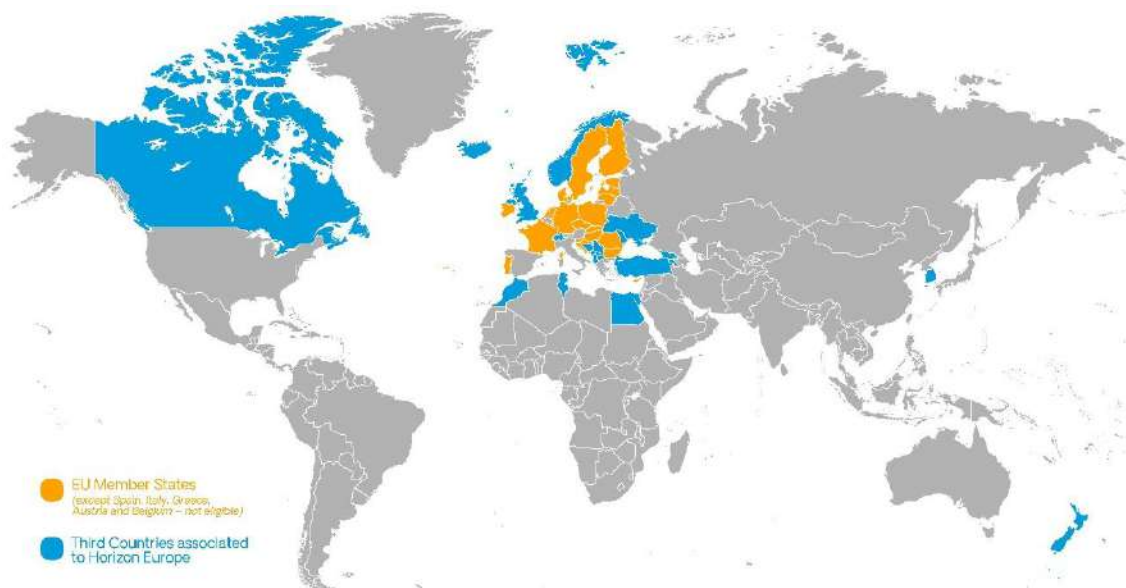 EU Member States
(except Spain, Italy, Greece,
Austria and Belgium – not eligible)
Third Countries associated
to Horizon Europe